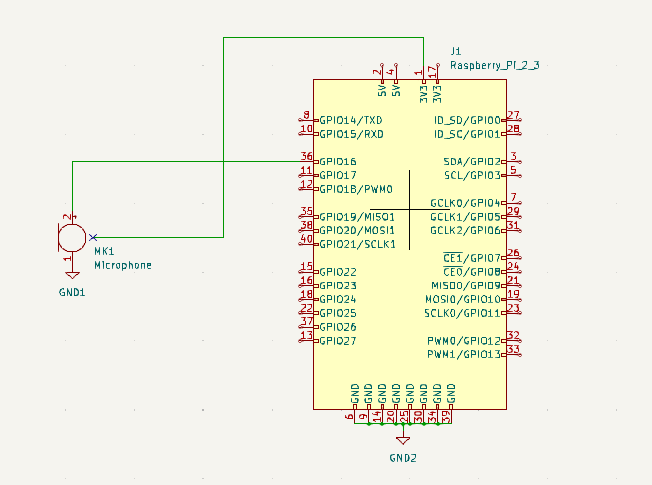 J1
Raspberry_Pi_2_3
2
4
1
17
5V
5V
3V3
3V3
8
GPIO14/TXD
ID_SD/GPIO0
27
10
GPIO15/RXD
ID_SC/GPIO1
28
36
GPIO16
SDA/GPIO2
3
11
GPIO17
SCL/GPIO3
5
12
GPIO18/PWM0
GCLK0/GPIO4
7
35
GPIO19/MISO1
GCLK1/GPIO5
29
38
GPIO20/MOSI1
GCLK2/GPIO6
31
40
GPIO21/SCLK1
CE1/GPIO7
26
15
GPIO22
CE0/GPIO8
24
16
GPIO23
MISO0/GPIO9
21
18
GPIO24
MOSI0/GPIO10
19
22
GPIO25
SCLK0/GPIO11
23
37
GPIO26
13
GPIO27
PWM0/GPIO12
32
PWM1/GPIO13
33
2
1
MK1
Microphone
GND1
GND
GND
GND
GND
GND
GND
GND
GND
6
9
14
20
25
30
34
39
GND2